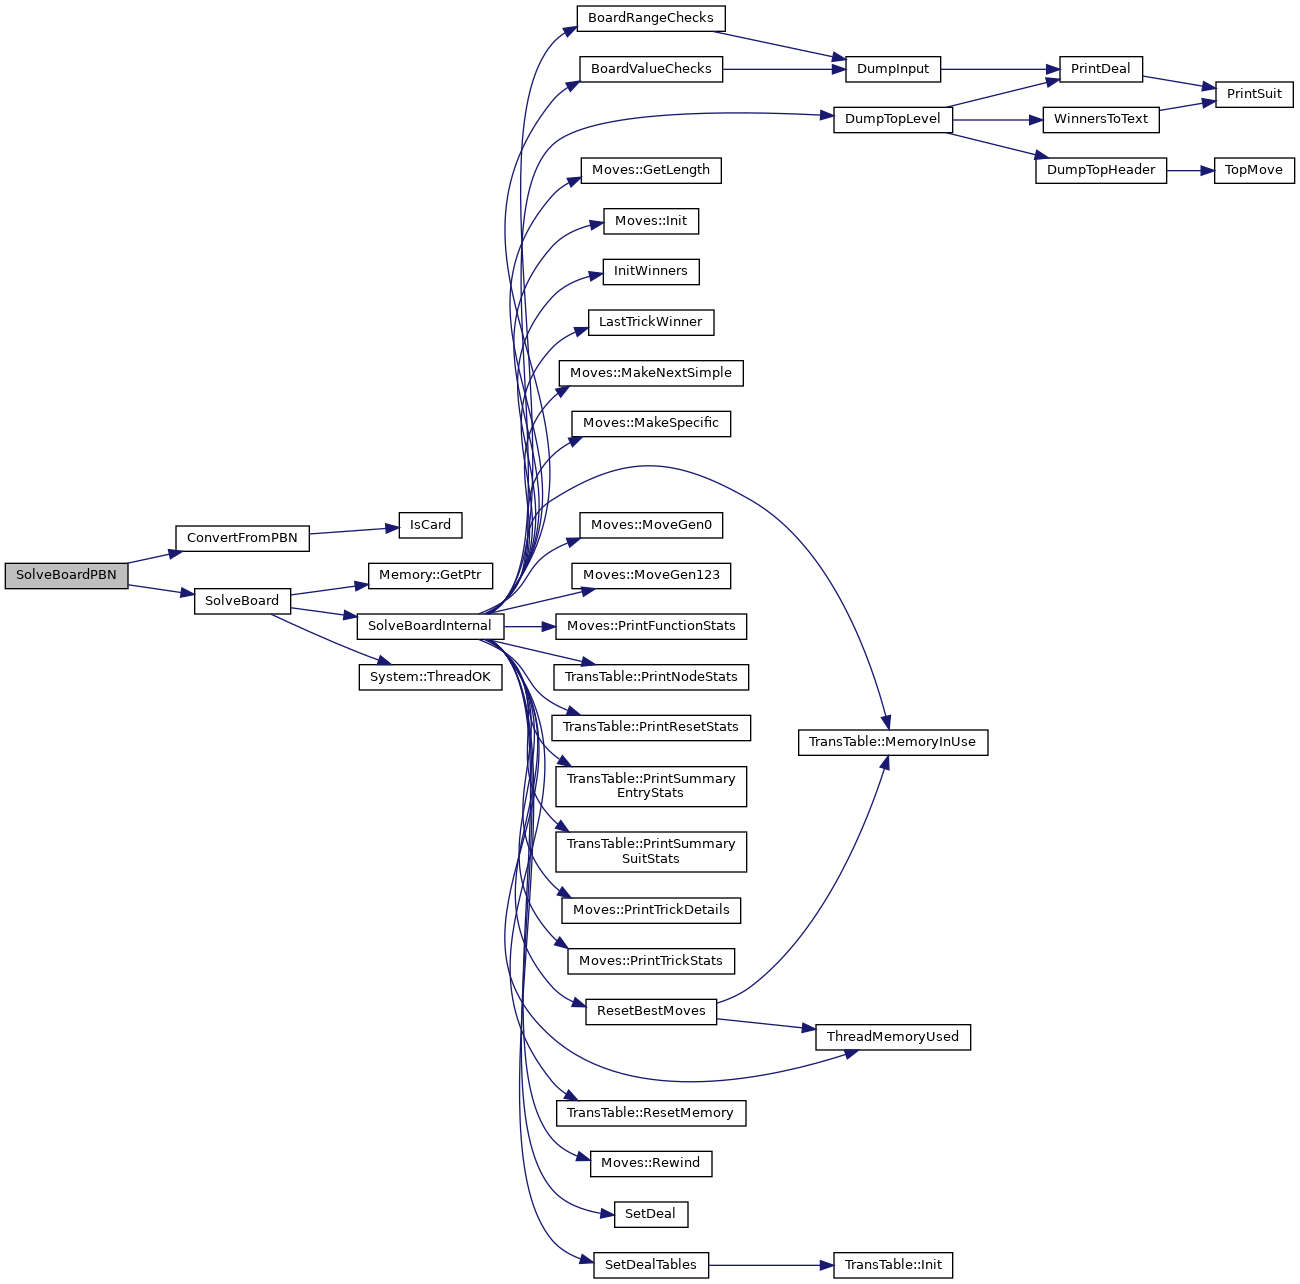 BoardRangeChecks
BoardValueChecks
DumpInput
PrintDeal
PrintSuit
DumpTopLevel
WinnersToText
DumpTopHeader
TopMove
Moves::GetLength
Moves::Init
InitWinners
LastTrickWinner
Moves::MakeNextSimple
Moves::MakeSpecific
IsCard
Moves::MoveGen0
ConvertFromPBN
SolveBoardPBN
Memory::GetPtr
Moves::MoveGen123
SolveBoard
SolveBoardInternal
Moves::PrintFunctionStats
System::ThreadOK
TransTable::PrintNodeStats
TransTable::PrintResetStats
TransTable::MemoryInUse
TransTable::PrintSummary
EntryStats
TransTable::PrintSummary
SuitStats
Moves::PrintTrickDetails
Moves::PrintTrickStats
ResetBestMoves
ThreadMemoryUsed
TransTable::ResetMemory
Moves::Rewind
SetDeal
SetDealTables
TransTable::Init